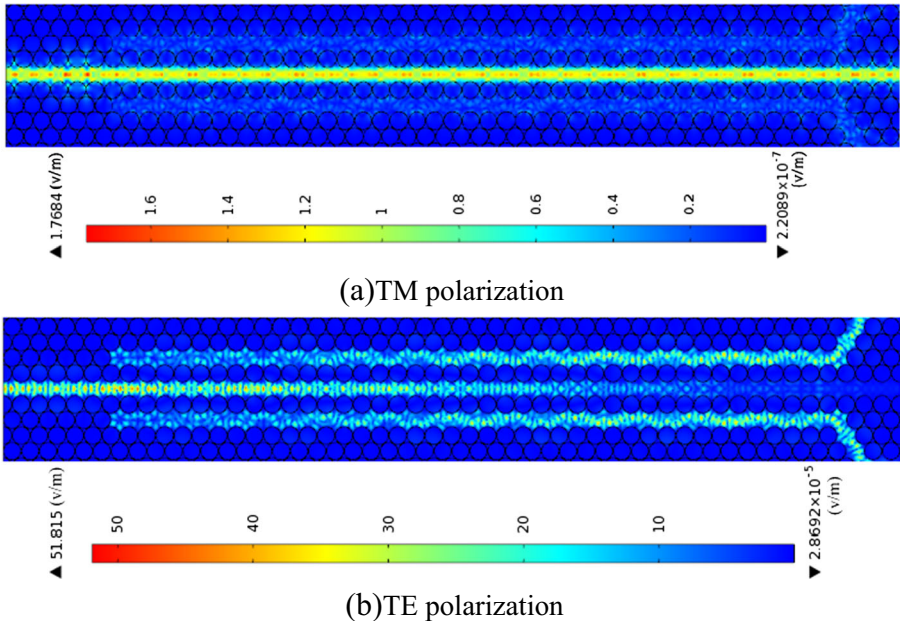 ▲ 1.7684 (v/m)
1.6
1.4
1.2
1
0.8
0.6
0.4
0.2
▼ 2.2089×10⁻⁷
(v/m)
(a)TM polarization
▲ 51.815 (v/m)
50
40
30
20
10
▼ 2.8692×10⁻⁵
(v/m)
(b)TE polarization